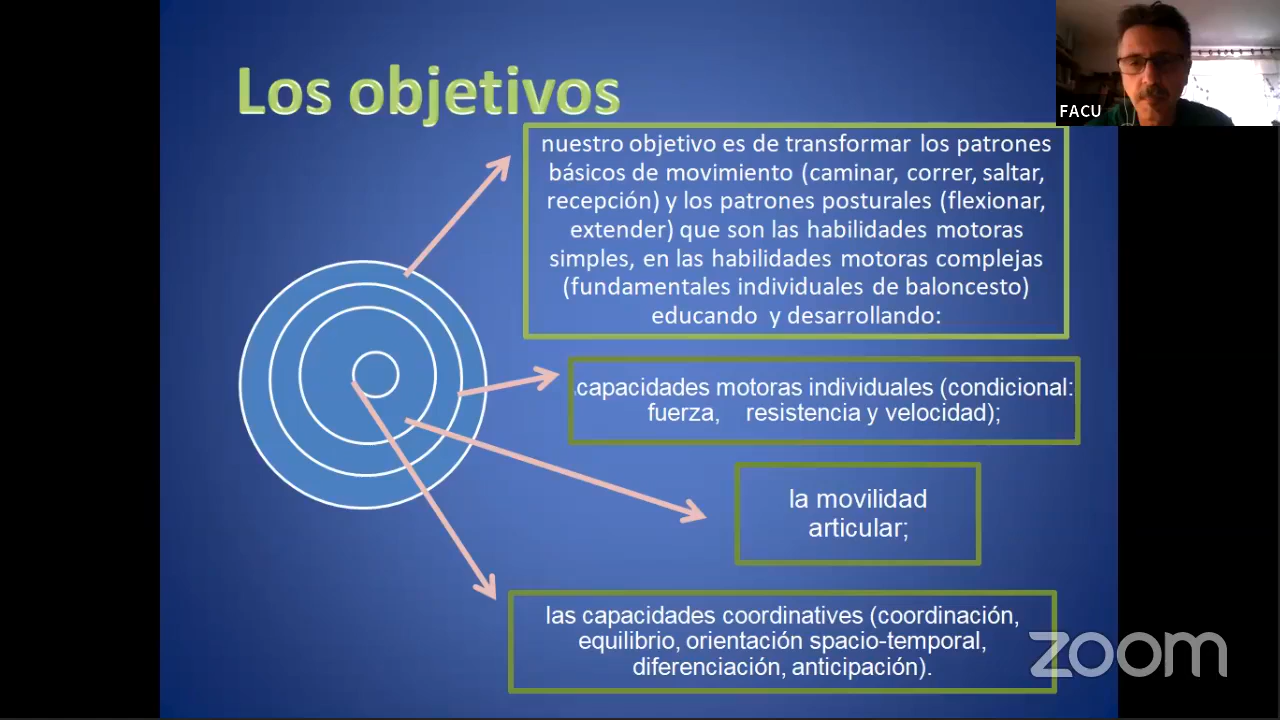 Los objetivos
FACU
nuestro objetivo es de transformar los patrones
básicos de movimiento (caminar, correr, saltar,
recepción) y los patrones posturales (flexionar,
extender) que son las habilidades motoras
simples, en las habilidades motoras complejas
(fundamentales individuales de baloncesto)
educando y desarrollando:
.capacidades motoras individuales (condicional:
fuerza, resistencia y velocidad);
la movilidad
articular;
las capacidades coordinatives (coordinación,
equilibrio, orientación spacio-temporal,
diferenciación, anticipación).
zoom